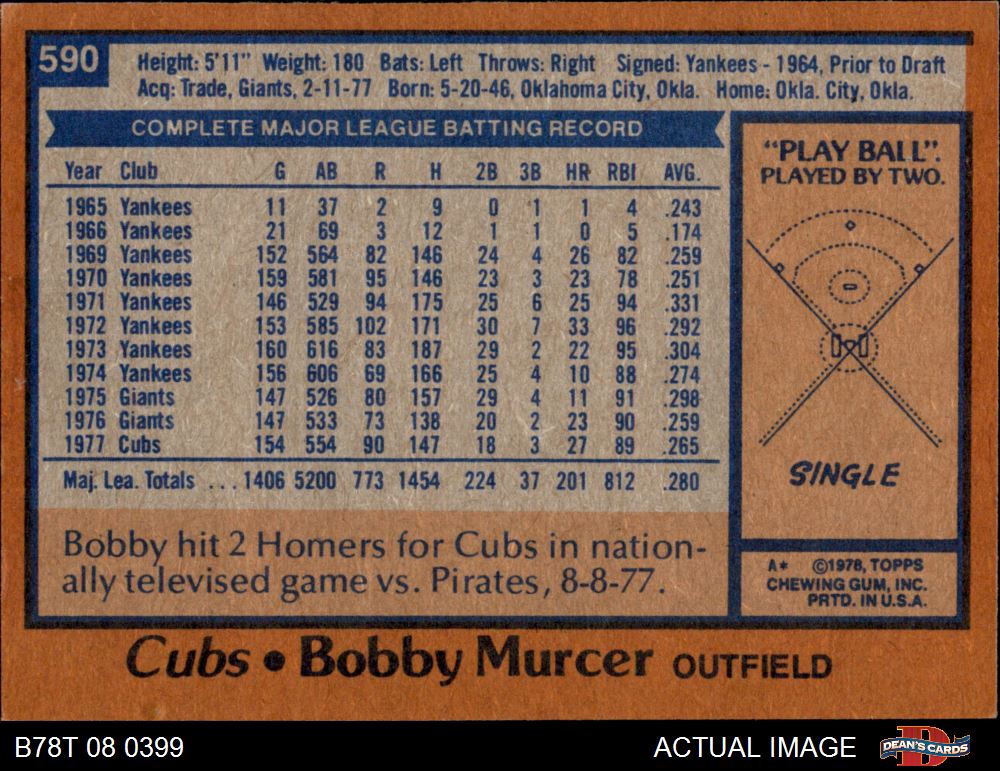 590
Height: 5'11" Weight: 180 Bats: Left Throws: Right Signed: Yankees - 1964, Prior to Draft
Acq: Trade, Giants, 2-11-77 Born: 5-20-46, Oklahoma City, Okla. Home: Okla. City, Okla.
COMPLETE MAJOR LEAGUE BATTING RECORD
Year Club G AB R H 2B 3B HR RBI AVG.
1965 Yankees 11 37 2 9 0 1 1 4 .243
1966 Yankees 21 69 3 12 1 1 0 5 .174
1969 Yankees 152 564 82 146 24 4 26 82 .259
1970 Yankees 159 581 95 146 23 3 23 78 .251
1971 Yankees 146 529 94 175 25 6 25 94 .331
1972 Yankees 153 585 102 171 30 7 33 96 .292
1973 Yankees 160 616 83 187 29 2 22 95 .304
1974 Yankees 156 606 69 166 25 4 10 88 .274
1975 Giants 147 526 80 157 29 4 11 91 .298
1976 Giants 147 533 73 138 20 2 23 90 .259
1977 Cubs 154 554 90 147 18 3 27 89 .265
Maj. Lea. Totals ... 1406 5200 773 1454 224 37 201 812 .280
Bobby hit 2 Homers for Cubs in nation-
ally televised game vs. Pirates, 8-8-77.
"PLAY BALL".
PLAYED BY TWO.
SINGLE
A* ©1978, TOPPS
CHEWING GUM, INC.
PRTD. IN U.S.A.
Cubs • Bobby Murcer OUTFIELD
B78T 08 0399
ACTUAL IMAGE
D
DEAN'S CARDS